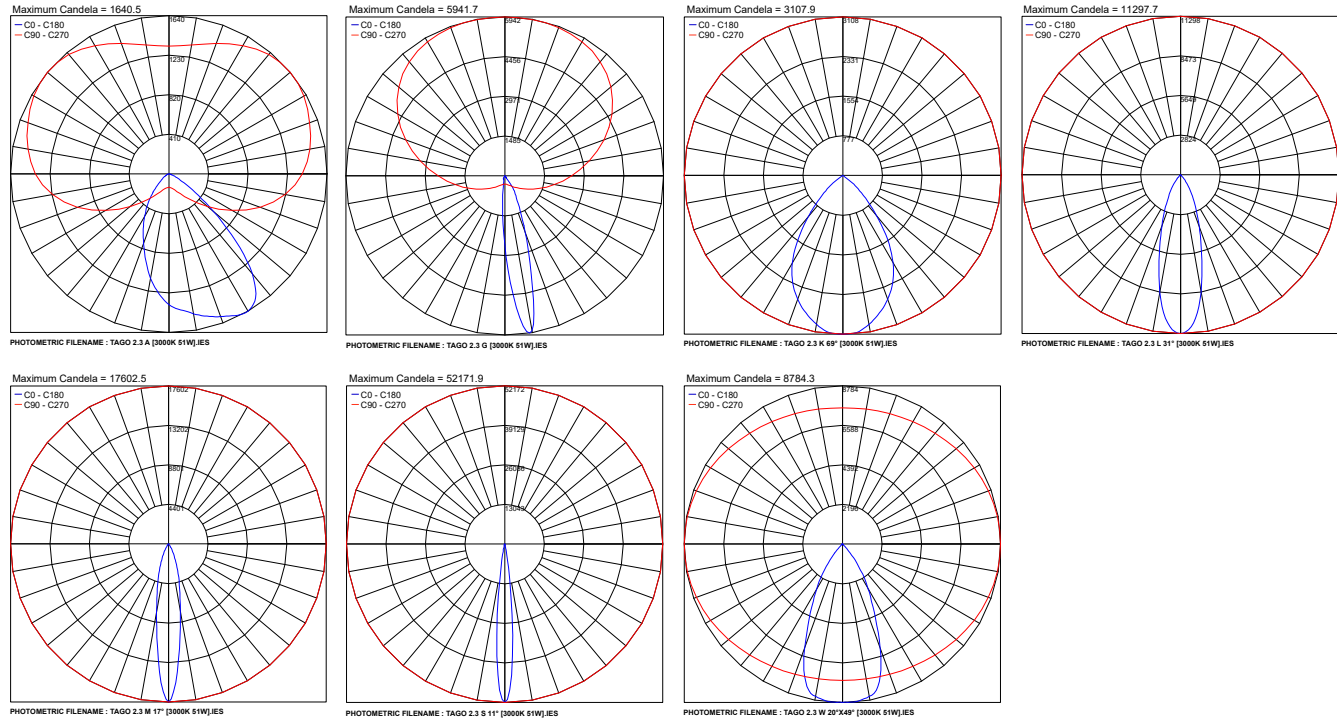 Maximum Candela = 1640.5
C0 - C180
C90 - C270
1640
1230
820
410
PHOTOMETRIC FILENAME : TAGO 2.3 A [3000K 51W].IES
Maximum Candela = 5941.7
C0 - C180
C90 - C270
5942
4456
2971
1485
PHOTOMETRIC FILENAME : TAGO 2.3 G [3000K 51W].IES
Maximum Candela = 3107.9
C0 - C180
C90 - C270
3108
2331
1554
777
PHOTOMETRIC FILENAME : TAGO 2.3 K 69° [3000K 51W].IES
Maximum Candela = 11297.7
C0 - C180
C90 - C270
11298
8473
5649
2824
PHOTOMETRIC FILENAME : TAGO 2.3 L 31° [3000K 51W].IES
Maximum Candela = 17602.5
C0 - C180
C90 - C270
17602
13202
8801
4401
PHOTOMETRIC FILENAME : TAGO 2.3 M 17° [3000K 51W].IES
Maximum Candela = 52171.9
C0 - C180
C90 - C270
52172
39129
26086
13043
PHOTOMETRIC FILENAME : TAGO 2.3 S 11° [3000K 51W].IES
Maximum Candela = 8784.3
C0 - C180
C90 - C270
8784
6588
4392
2196
PHOTOMETRIC FILENAME : TAGO 2.3 W 20°X49° [3000K 51W].IES